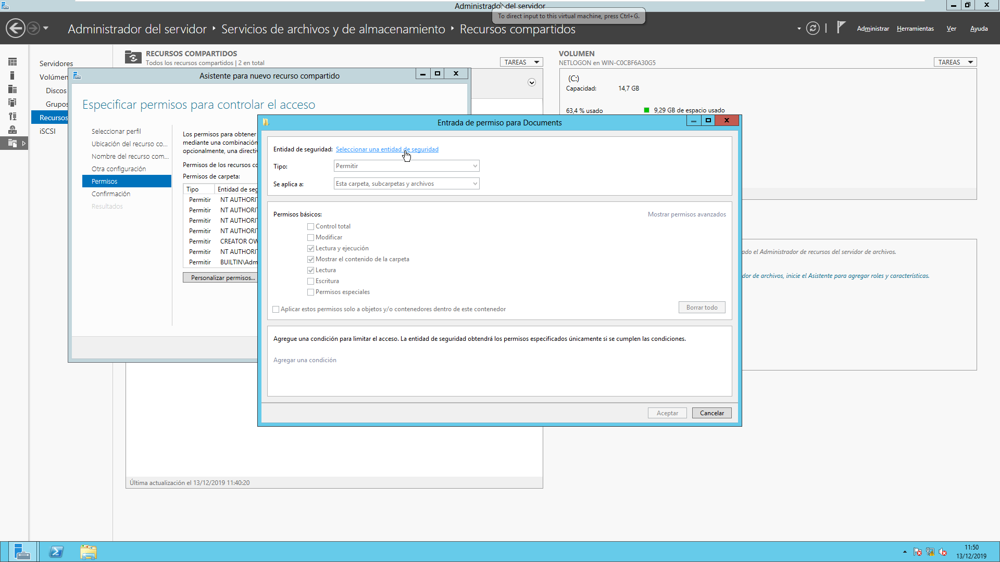 Administrador del servidor
To direct input to this virtual machine, press Ctrl+G.
Administrador del servidor ‣ Servicios de archivos y de almacenamiento ‣ Recursos compartidos
Administrar Herramientas Ver Ayuda
Servidores
Volúmen
Discos
Grupos
Recursos
iSCSI
RECURSOS COMPARTIDOS
Todos los recursos compartidos | 2 en total
TAREAS
VOLUMEN
NETLOGON en WIN-C0CBF6A30G5
TAREAS
(C:)
Capacidad: 14,7 GB
63,4 % usado 9,29 GB de espacio usado
Asistente para nuevo recurso compartido
Especificar permisos para controlar el acceso
Seleccionar perfil
Ubicación del recurso co...
Nombre del recurso com...
Otra configuración
Permisos
Confirmación
Resultados
Los permisos para obtener
mediante una combinación
opcionalmente, una directiv
Permisos de los recursos co
Permisos de carpeta:
Tipo Entidad de seg
Permitir NT AUTHORIT
Permitir NT AUTHORIT
Permitir NT AUTHORIT
Permitir NT AUTHORIT
Permitir CREATOR OW
Permitir NT AUTHORIT
Permitir BUILTIN\Adm
Personalizar permisos...
Entrada de permiso para Documents
Entidad de seguridad: Seleccionar una entidad de seguridad
Tipo: Permitir
Se aplica a: Esta carpeta, subcarpetas y archivos
Permisos básicos: Mostrar permisos avanzados
Control total
Modificar
Lectura y ejecución
Mostrar el contenido de la carpeta
Lectura
Escritura
Permisos especiales
Aplicar estos permisos solo a objetos y/o contenedores dentro de este contenedor
Borrar todo
Agregue una condición para limitar el acceso. La entidad de seguridad obtendrá los permisos especificados únicamente si se cumplen las condiciones.
Agregar una condición
Aceptar Cancelar
ado el Administrador de recursos del servidor de archivos.
dor de archivos, inicie el Asistente para agregar roles y características.
Última actualización el 13/12/2019 11:40:20
11:50
13/12/2019